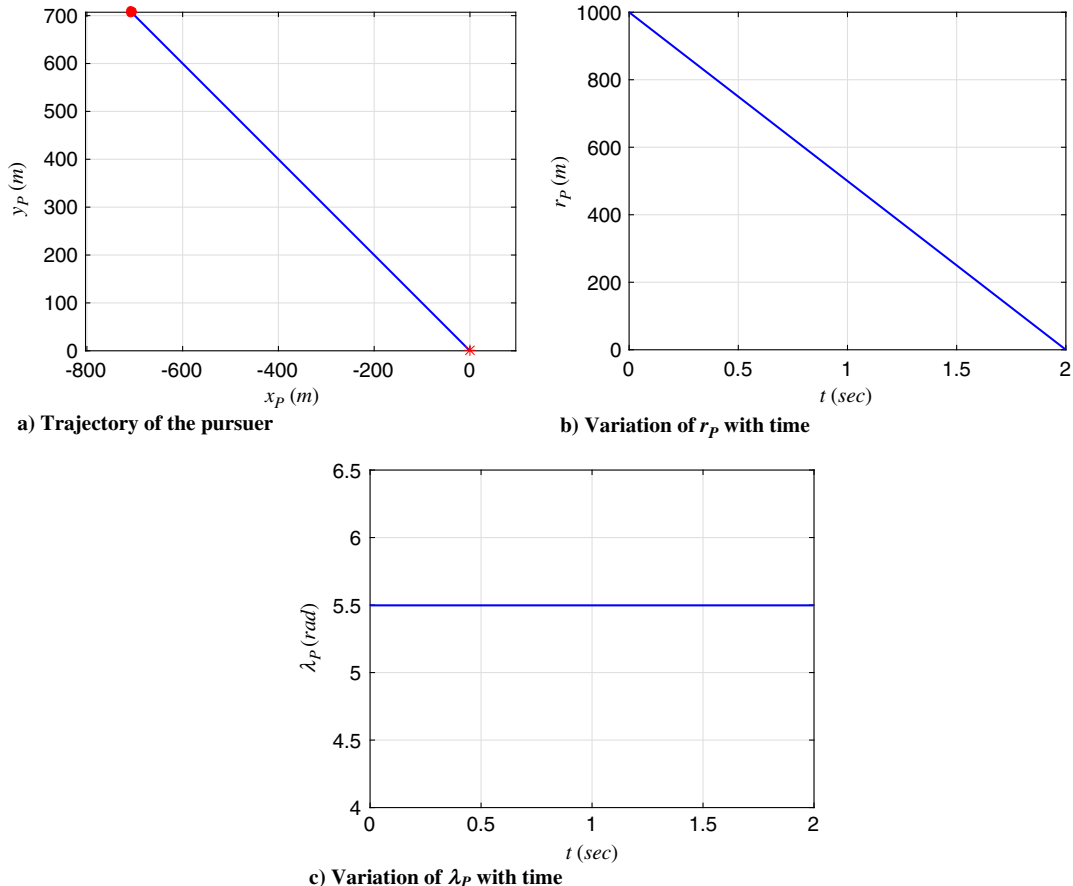 700
600
500
400
300
200
100
0
y_P (m)
-800 -600 -400 -200 0
x_P (m)
a) Trajectory of the pursuer
1000
800
600
400
200
0
r_P (m)
0 0.5 1 1.5 2
t (sec)
b) Variation of r_P with time
6.5
6
5.5
5
4.5
4
λ_P (rad)
0 0.5 1 1.5 2
t (sec)
c) Variation of λ_P with time